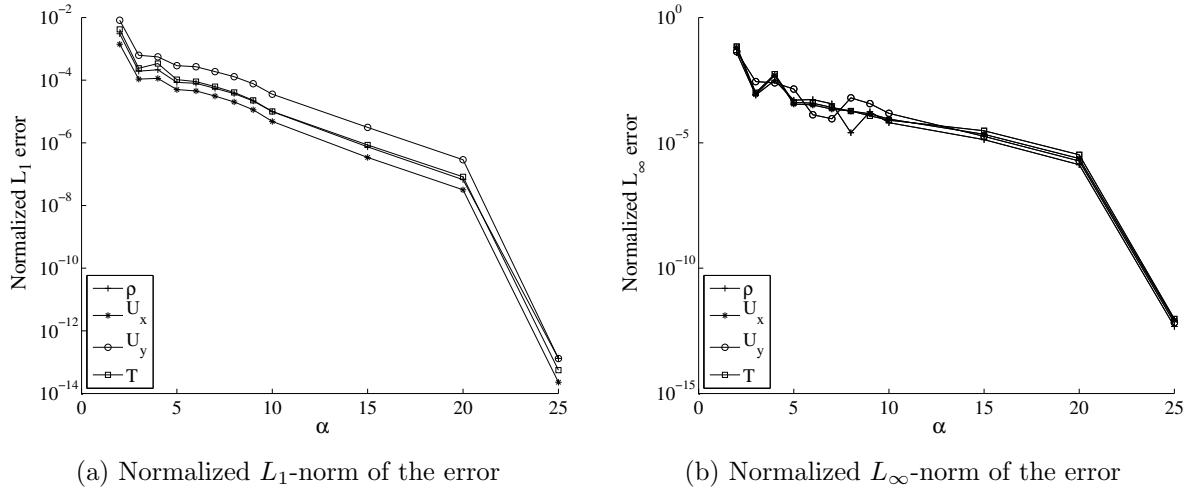 10−2
10−4
10−6
10−8
10−10
10−12
10−14
0
5
10
15
20
25
α
Normalized L1 error
ρ
Ux
Uy
T
(a) Normalized L1-norm of the error
100
10−5
10−10
10−15
0
5
10
15
20
25
α
Normalized L∞ error
ρ
Ux
Uy
T
(b) Normalized L∞-norm of the error